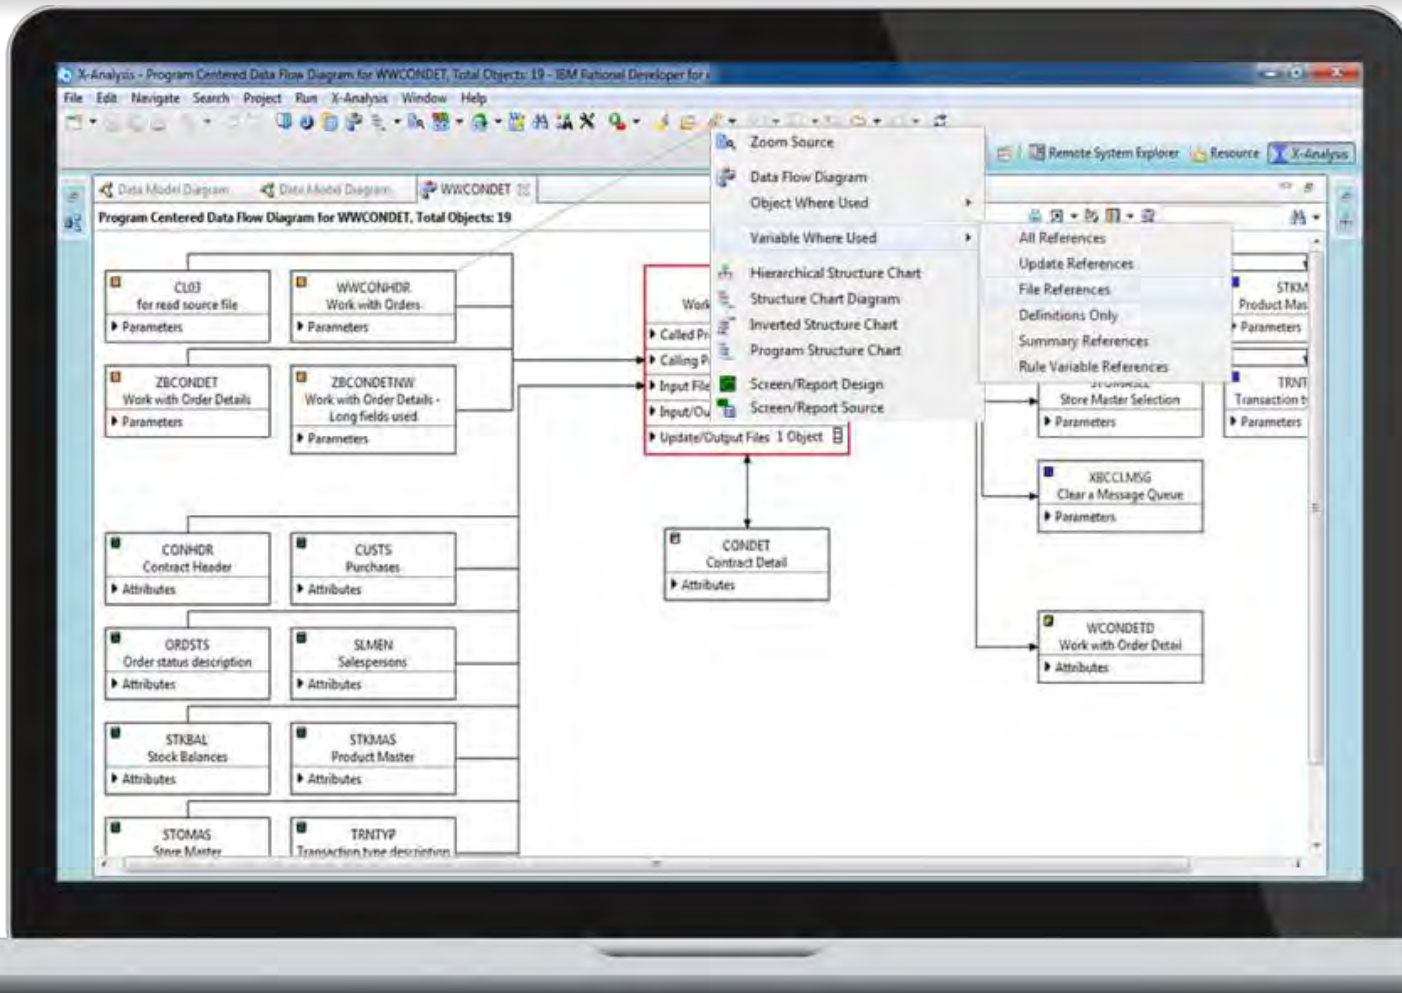 X-Analysis - Program Centered Data Flow Diagram for WWCONDET, Total Objects: 19 - IBM Rational Developer for
File Edit Navigate Search Project Run X-Analysis Window Help
Remote System Explorer Resource X-Analysis
Data Model Diagram Data Model Diagram WWCONDET
Program Centered Data Flow Diagram for WWCONDET, Total Objects: 19
Zoom Source
Data Flow Diagram
Object Where Used
Variable Where Used
Hierarchical Structure Chart
Structure Chart Diagram
Inverted Structure Chart
Program Structure Chart
Screen/Report Design
Screen/Report Source
All References
Update References
File References
Definitions Only
Summary References
Rule Variable References
CL03
for read source file
Parameters
WWCONHDR
Work with Orders
Parameters
ZBCONDET
Work with Order Details
Parameters
ZBCONDETNW
Work with Order Details -
Long fields used
Parameters
Work
Called Pr
Calling P
Input File
Input/Ou
Update/Output Files 1 Object
STKM
Product Mas
Parameters
Store Master Selection
Parameters
TRNT
Transaction t
Parameters
XBCCLMSG
Clear a Message Queue
Parameters
CONHDR
Contract Header
Attributes
CUSTS
Purchases
Attributes
CONDET
Contract Detail
Attributes
ORDSTS
Order status description
Attributes
SLMEN
Salespersons
Attributes
WCONDETD
Work with Order Detail
Attributes
STKBAL
Stock Balances
Attributes
STKMAS
Product Master
Attributes
STOMAS
Store Master
TRNTYP
Transaction type description